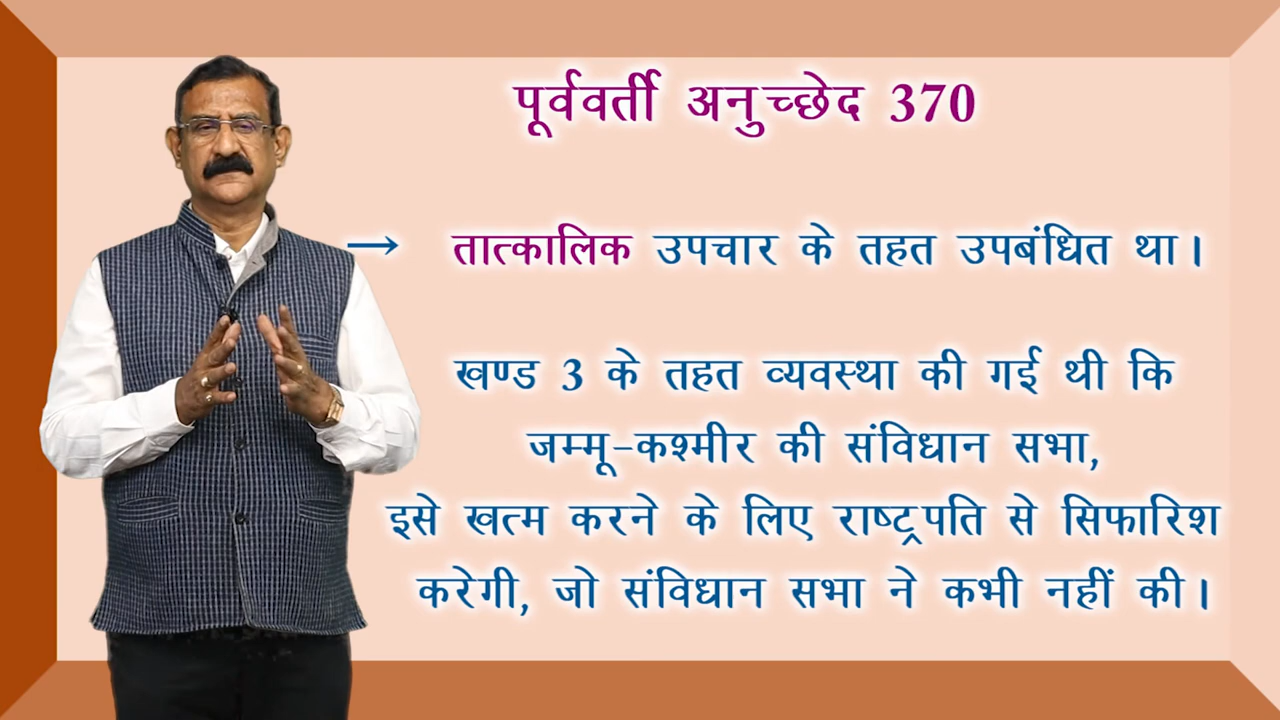 पूर्ववर्ती अनुच्छेद 370
→ तात्कालिक उपचार के तहत उपबंधित था।
खण्ड 3 के तहत व्यवस्था की गई थी कि
जम्मू-कश्मीर की संविधान सभा,
इसे खत्म करने के लिए राष्ट्रपति से सिफारिश
करेगी, जो संविधान सभा ने कभी नहीं की।